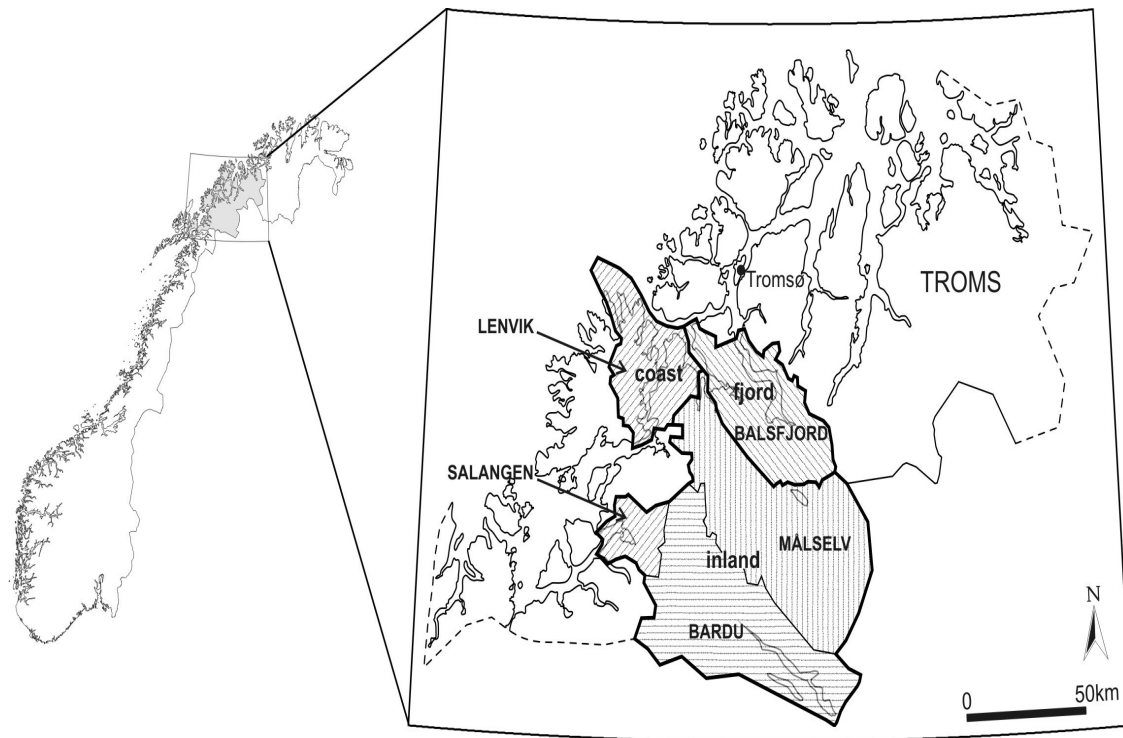 Tromsø
TROMS
LENVIK
coast
fjord
BALSFJORD
SALANGEN
MÅLSELV
inland
BARDU
N
0
50km